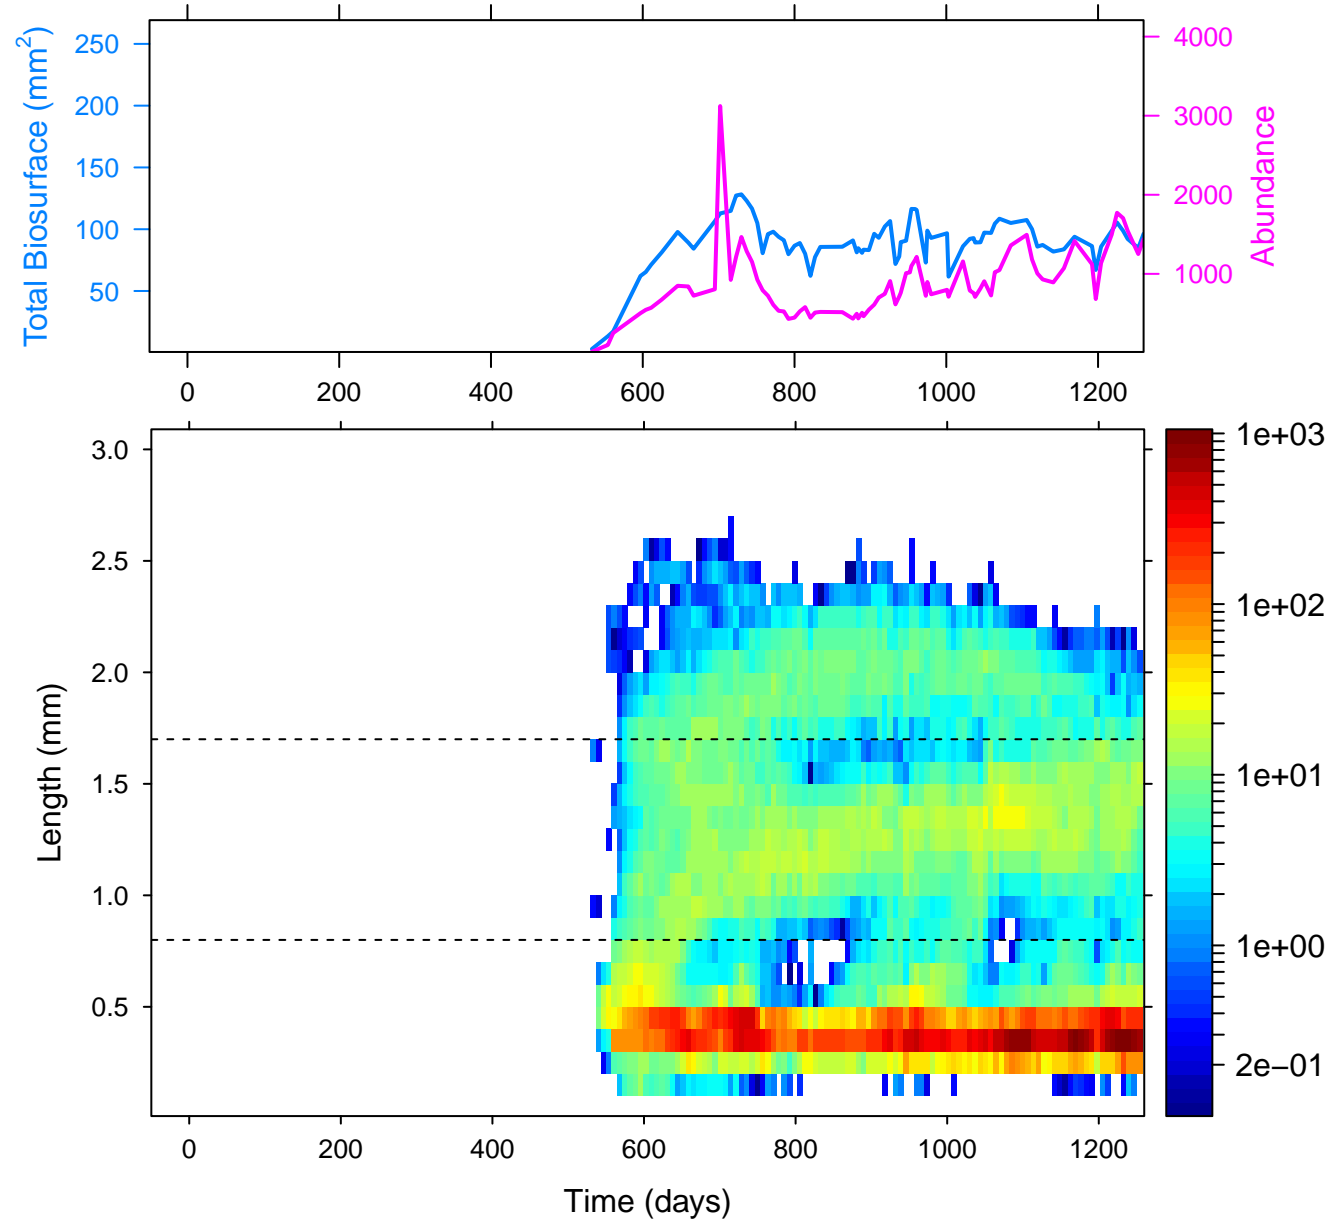 Total Biosurface (mm²)
250
200
150
100
50
4000
3000
2000
1000
Abundance
0 200 400 600 800 1000 1200
Length (mm)
3.0
2.5
2.0
1.5
1.0
0.5
1e+03
1e+02
1e+01
1e+00
2e−01
0 200 400 600 800 1000 1200
Time (days)